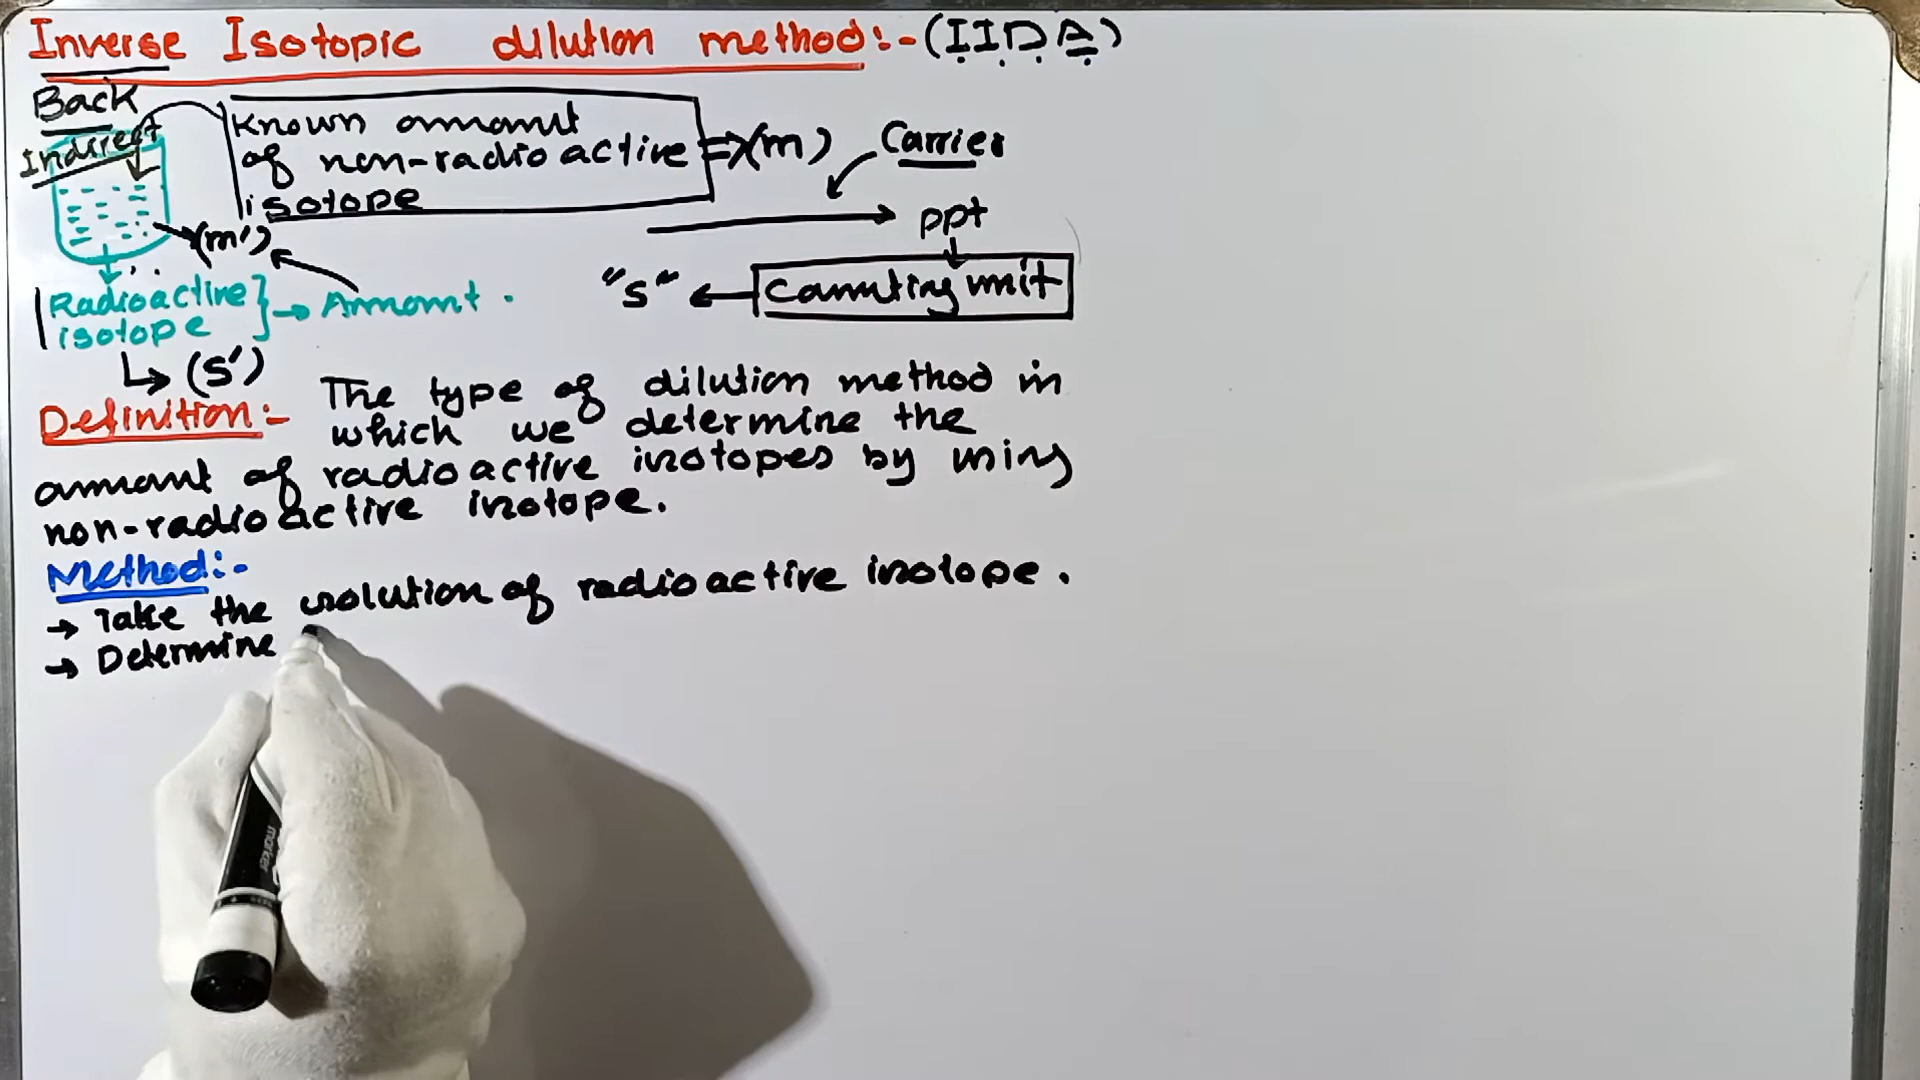 Inverse Isotopic dilution method:- (IIDA)
Back
Indirect
Known amount
of non-radioactive
isotope
=> (m)
Carrier
ppt
(m')
"S"
Counting unit
Radioactive
isotope
Amount.
(S')
Definition:- The type of dilution method in
which we determine the
amount of radioactive isotopes by using
non-radioactive isotope.
Method:-
→ Take the solution of radioactive isotope.
→ Determine
marker